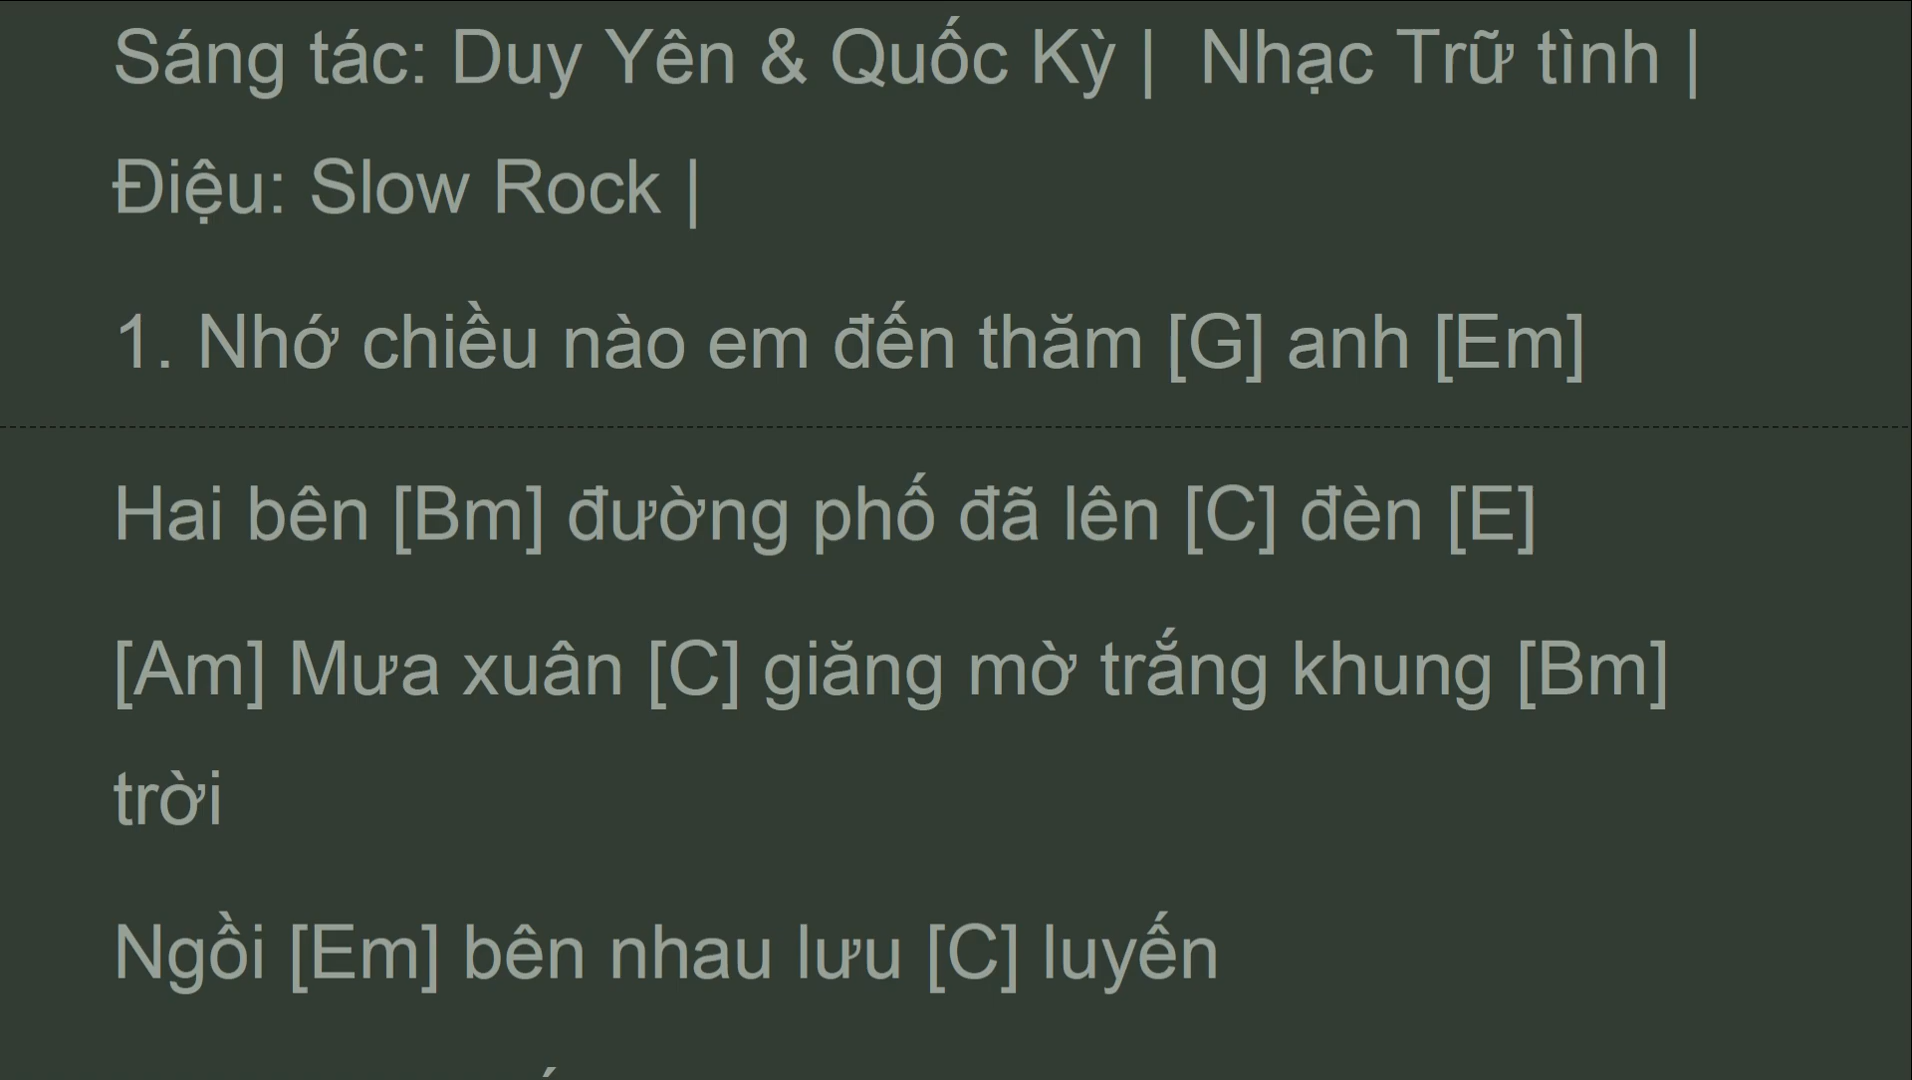 Sáng tác: Duy Yên & Quốc Kỳ | Nhạc Trữ tình |
Điệu: Slow Rock |
1. Nhớ chiều nào em đến thăm [G] anh [Em]
Hai bên [Bm] đường phố đã lên [C] đèn [E]
[Am] Mưa xuân [C] giăng mờ trắng khung [Bm]
trời
Ngồi [Em] bên nhau lưu [C] luyến